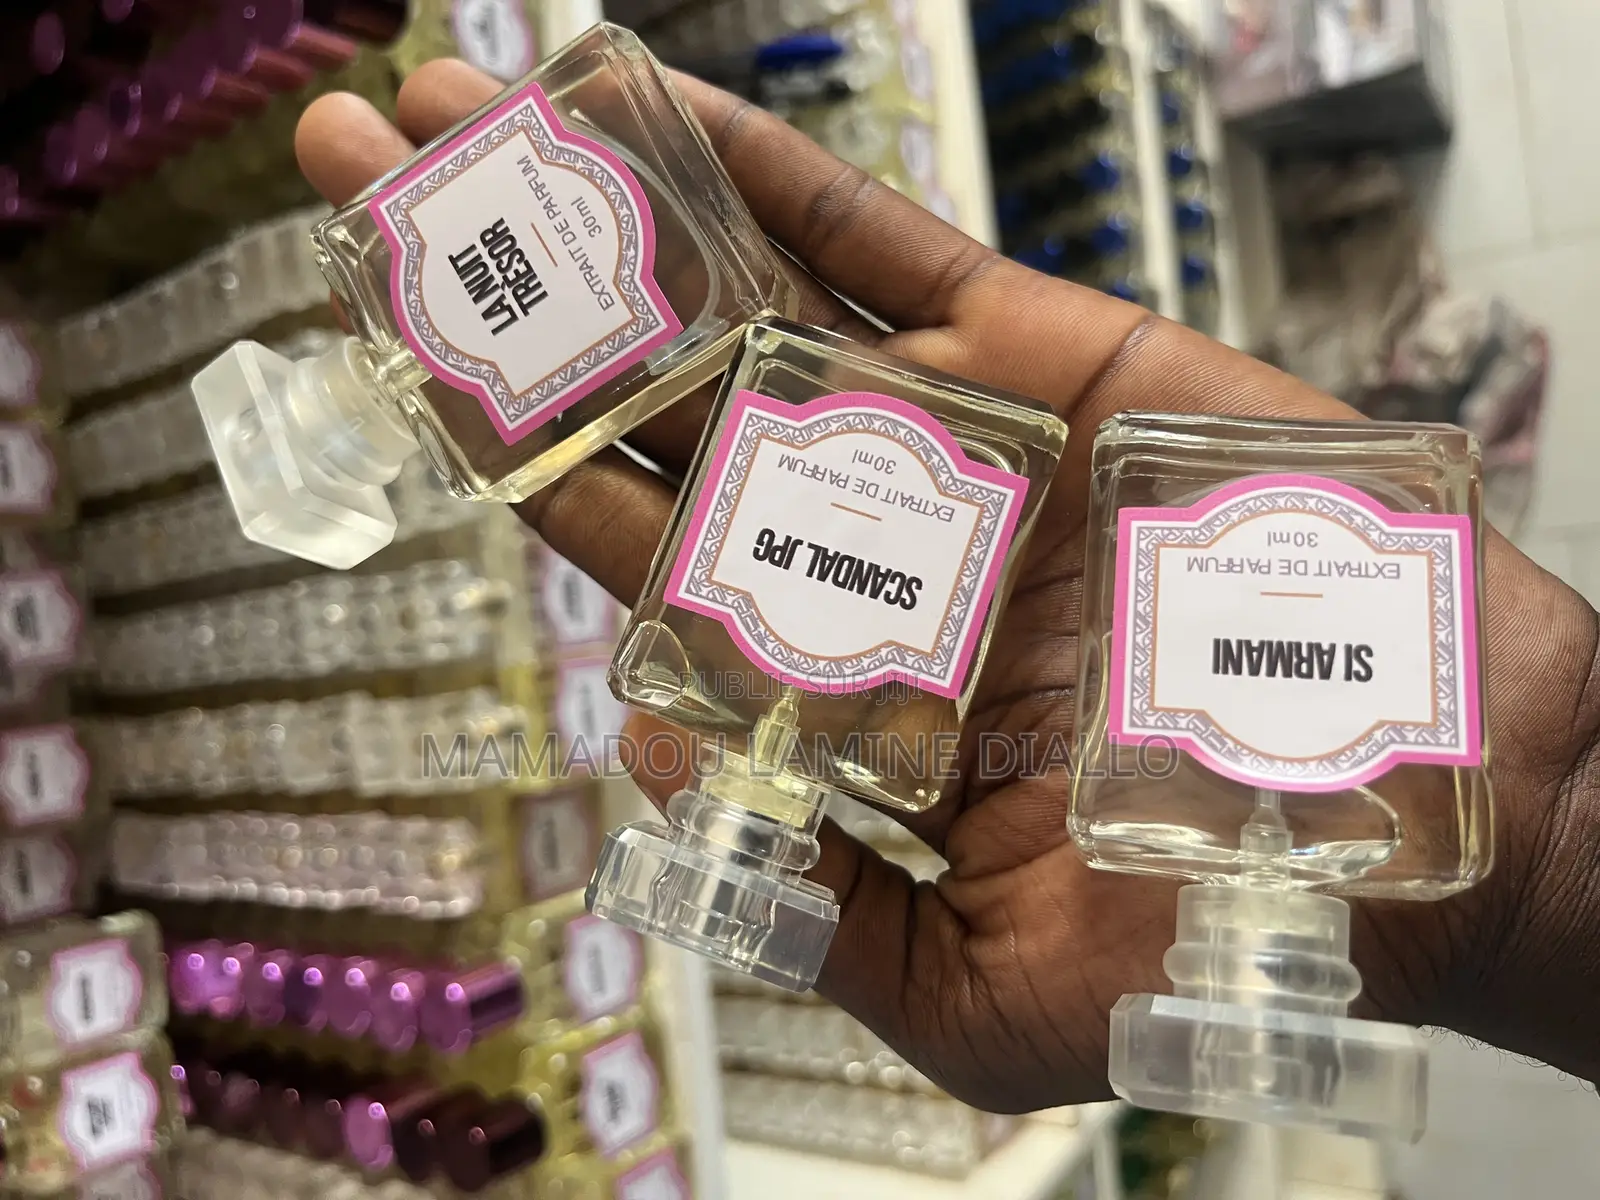 LA NUIT
TRÉSOR
EXTRAIT DE PARFUM
30ml
SCANDAL JPG
EXTRAIT DE PARFUM
30ml
SI ARMANI
EXTRAIT DE PARFUM
30ml
PUBLIÉ SUR JIJI
MAMADOU LAMINE DIALLO